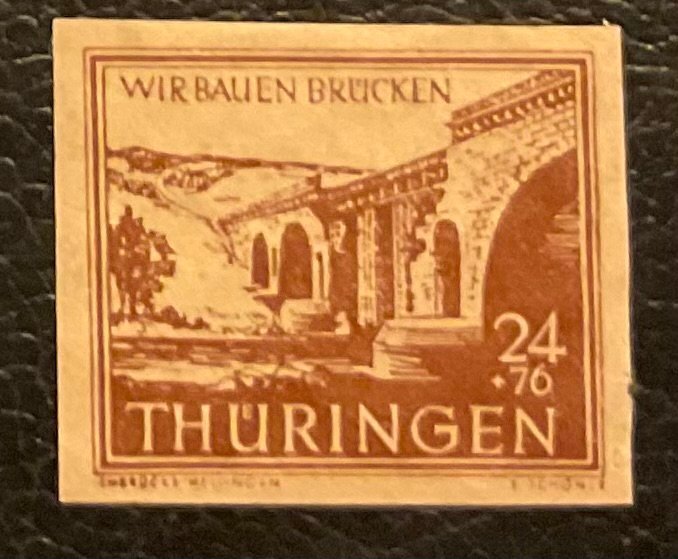 WIR BAUEN BRÜCKEN
24
+76
THÜRINGEN